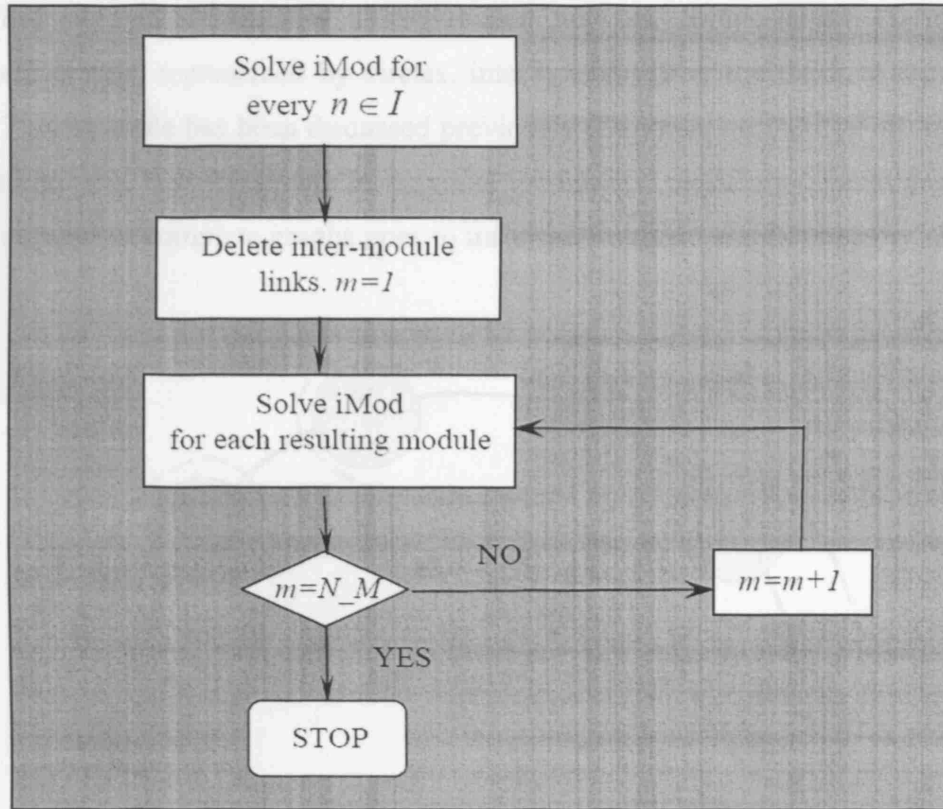 Solve iMod for
every n ∈ I
Delete inter-module
links. m=1
Solve iMod
for each resulting module
m=N_M
NO
m=m+1
YES
STOP